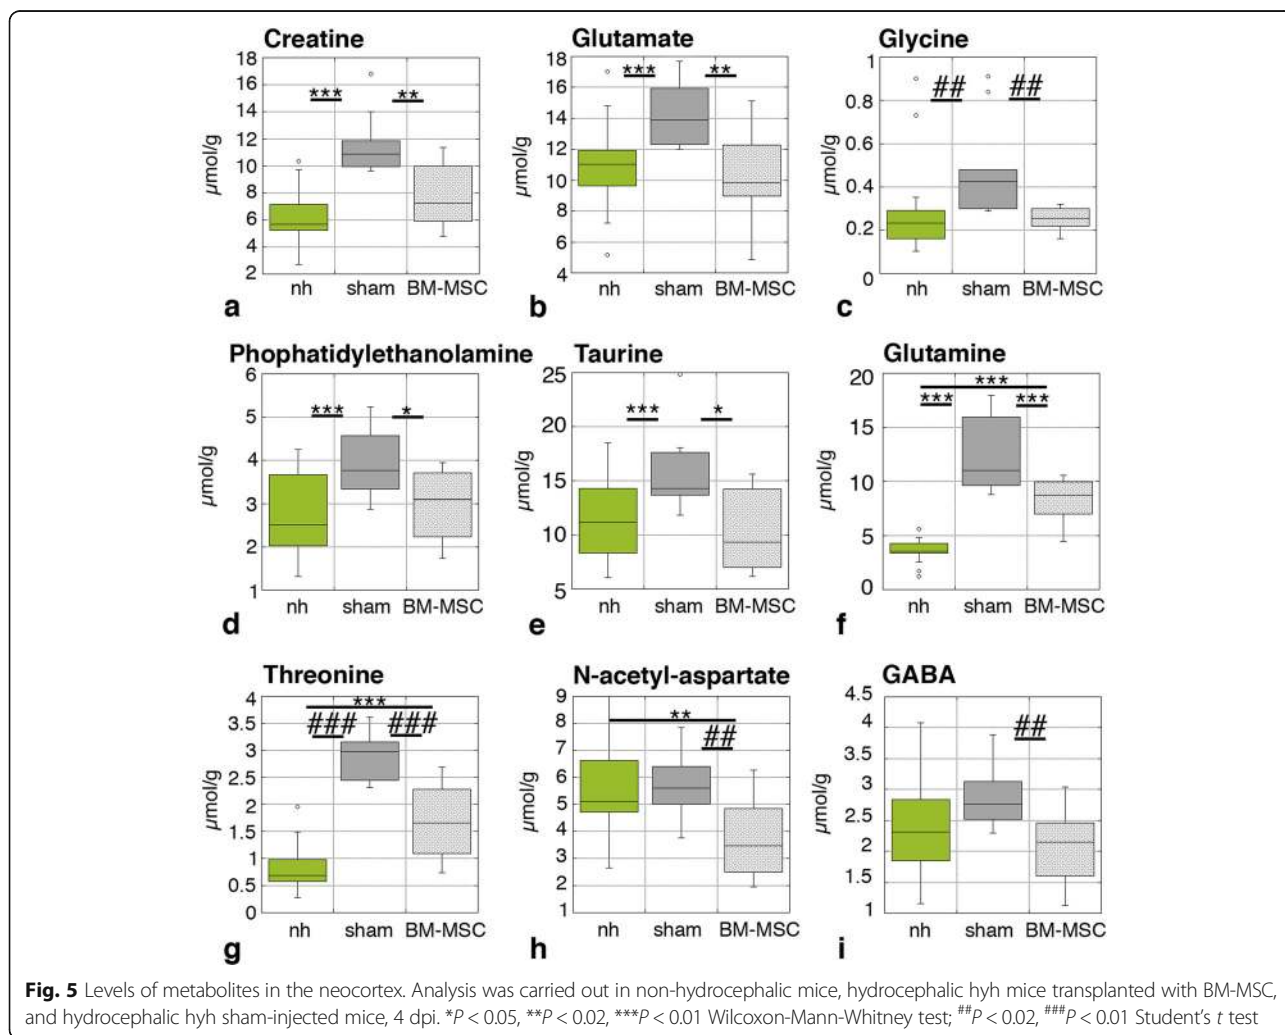 Creatine
18
16
14
12
10
8
6
4
2
µmol/g
***
**
nh sham BM-MSC
a
Glutamate
18
16
14
12
10
8
6
4
µmol/g
***
**
nh sham BM-MSC
b
Glycine
1
0.8
0.6
0.4
0.2
0
µmol/g
##
##
nh sham BM-MSC
c
Phophatidylethanolamine
6
5
4
3
2
1
µmol/g
***
*
nh sham BM-MSC
d
Taurine
25
20
15
10
5
µmol/g
***
*
nh sham BM-MSC
e
Glutamine
20
15
10
5
0
µmol/g
***
***
***
nh sham BM-MSC
f
Threonine
4
3.5
3
2.5
2
1.5
1
0.5
0
µmol/g
***
###
###
nh sham BM-MSC
g
N-acetyl-aspartate
9
8
7
6
5
4
3
2
1
µmol/g
**
##
nh sham BM-MSC
h
GABA
4.5
4
3.5
3
2.5
2
1.5
1
µmol/g
##
nh sham BM-MSC
i
Fig. 5 Levels of metabolites in the neocortex. Analysis was carried out in non-hydrocephalic mice, hydrocephalic hyh mice transplanted with BM-MSC,
and hydrocephalic hyh sham-injected mice, 4 dpi. *P < 0.05, **P < 0.02, ***P < 0.01 Wilcoxon-Mann-Whitney test; ##P < 0.02, ###P < 0.01 Student's t test